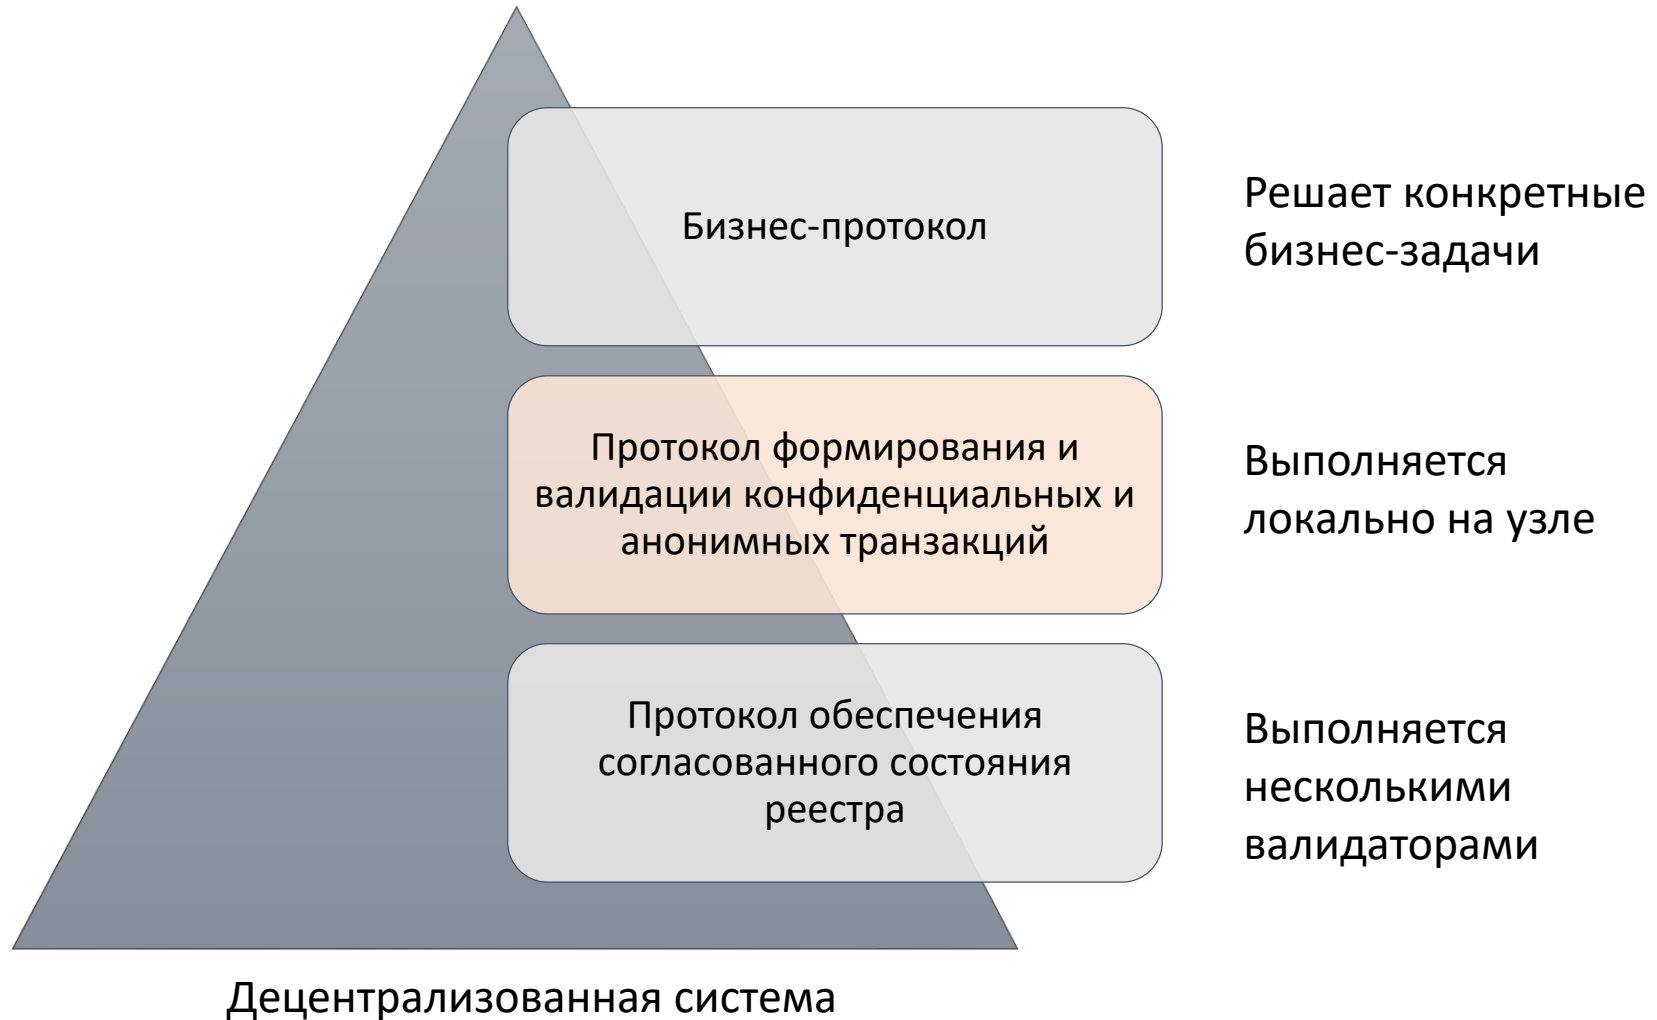 Бизнес-протокол
Решает конкретные
бизнес-задачи
Протокол формирования и
валидации конфиденциальных и
анонимных транзакций
Выполняется
локально на узле
Протокол обеспечения
согласованного состояния
реестра
Выполняется
несколькими
валидаторами
Децентрализованная система